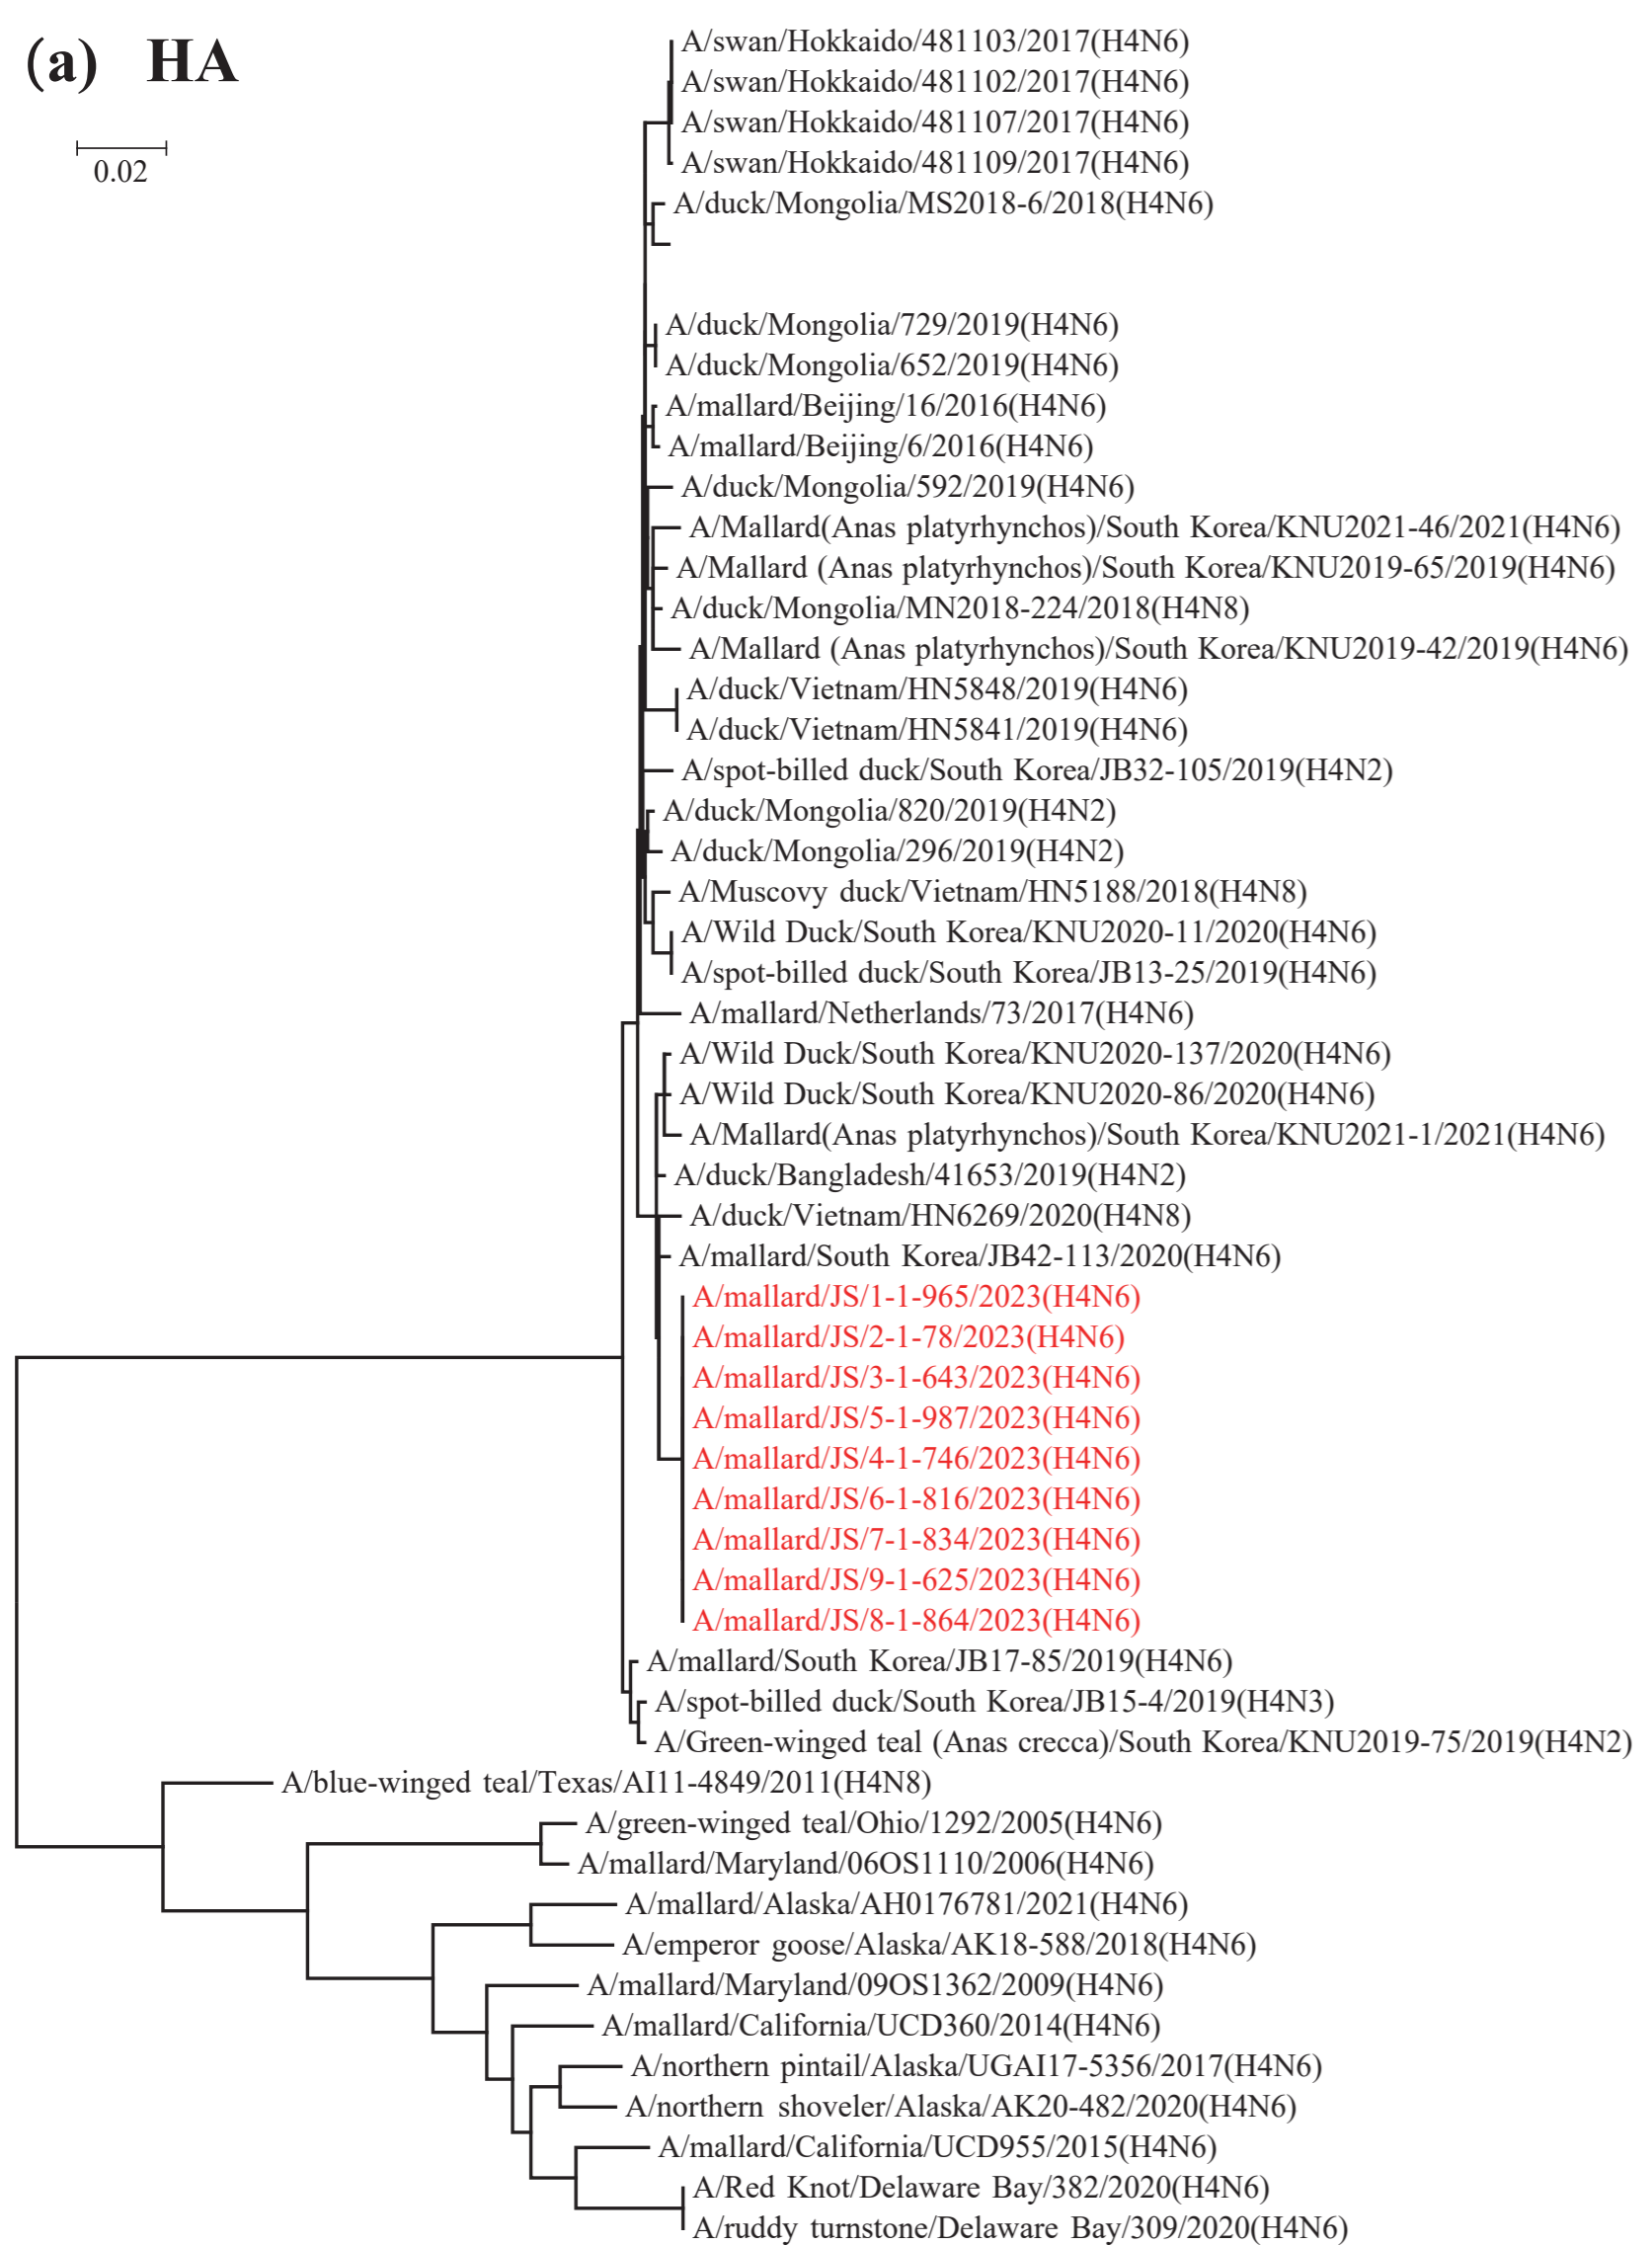 (a) HA
0.02
A/swan/Hokkaido/481103/2017(H4N6)
A/swan/Hokkaido/481102/2017(H4N6)
A/swan/Hokkaido/481107/2017(H4N6)
A/swan/Hokkaido/481109/2017(H4N6)
A/duck/Mongolia/MS2018-6/2018(H4N6)
A/duck/Mongolia/729/2019(H4N6)
A/duck/Mongolia/652/2019(H4N6)
A/mallard/Beijing/16/2016(H4N6)
A/mallard/Beijing/6/2016(H4N6)
A/duck/Mongolia/592/2019(H4N6)
A/Mallard(Anas platyrhynchos)/South Korea/KNU2021-46/2021(H4N6)
A/Mallard (Anas platyrhynchos)/South Korea/KNU2019-65/2019(H4N6)
A/duck/Mongolia/MN2018-224/2018(H4N8)
A/Mallard (Anas platyrhynchos)/South Korea/KNU2019-42/2019(H4N6)
A/duck/Vietnam/HN5848/2019(H4N6)
A/duck/Vietnam/HN5841/2019(H4N6)
A/spot-billed duck/South Korea/JB32-105/2019(H4N2)
A/duck/Mongolia/820/2019(H4N2)
A/duck/Mongolia/296/2019(H4N2)
A/Muscovy duck/Vietnam/HN5188/2018(H4N8)
A/Wild Duck/South Korea/KNU2020-11/2020(H4N6)
A/spot-billed duck/South Korea/JB13-25/2019(H4N6)
A/mallard/Netherlands/73/2017(H4N6)
A/Wild Duck/South Korea/KNU2020-137/2020(H4N6)
A/Wild Duck/South Korea/KNU2020-86/2020(H4N6)
A/Mallard(Anas platyrhynchos)/South Korea/KNU2021-1/2021(H4N6)
A/duck/Bangladesh/41653/2019(H4N2)
A/duck/Vietnam/HN6269/2020(H4N8)
A/mallard/South Korea/JB42-113/2020(H4N6)
A/mallard/JS/1-1-965/2023(H4N6)
A/mallard/JS/2-1-78/2023(H4N6)
A/mallard/JS/3-1-643/2023(H4N6)
A/mallard/JS/5-1-987/2023(H4N6)
A/mallard/JS/4-1-746/2023(H4N6)
A/mallard/JS/6-1-816/2023(H4N6)
A/mallard/JS/7-1-834/2023(H4N6)
A/mallard/JS/9-1-625/2023(H4N6)
A/mallard/JS/8-1-864/2023(H4N6)
A/mallard/South Korea/JB17-85/2019(H4N6)
A/spot-billed duck/South Korea/JB15-4/2019(H4N3)
A/Green-winged teal (Anas crecca)/South Korea/KNU2019-75/2019(H4N2)
A/blue-winged teal/Texas/AI11-4849/2011(H4N8)
A/green-winged teal/Ohio/1292/2005(H4N6)
A/mallard/Maryland/06OS1110/2006(H4N6)
A/mallard/Alaska/AH0176781/2021(H4N6)
A/emperor goose/Alaska/AK18-588/2018(H4N6)
A/mallard/Maryland/09OS1362/2009(H4N6)
A/mallard/California/UCD360/2014(H4N6)
A/northern pintail/Alaska/UGAI17-5356/2017(H4N6)
A/northern shoveler/Alaska/AK20-482/2020(H4N6)
A/mallard/California/UCD955/2015(H4N6)
A/Red Knot/Delaware Bay/382/2020(H4N6)
A/ruddy turnstone/Delaware Bay/309/2020(H4N6)